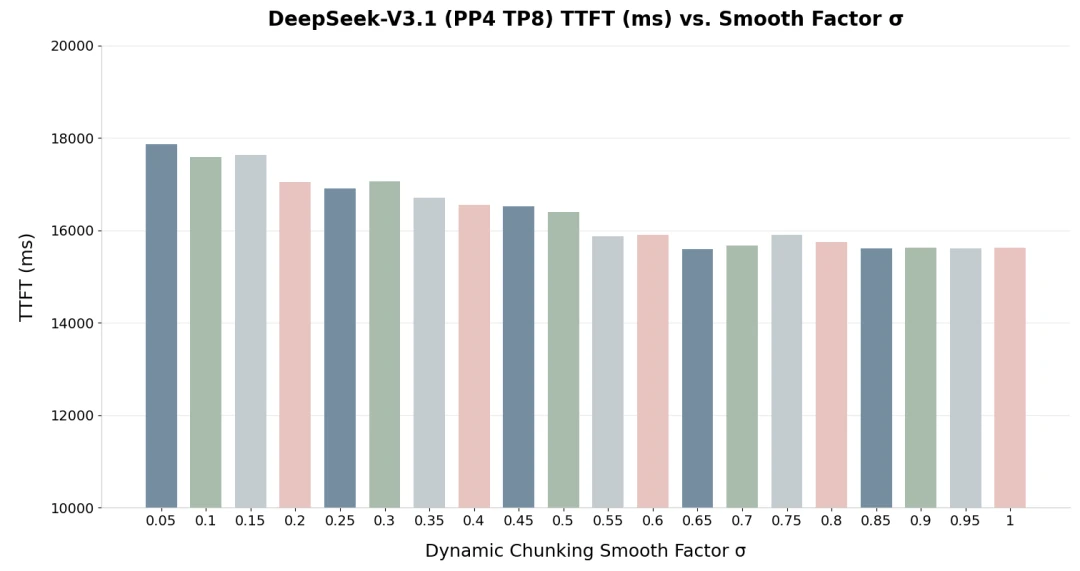 DeepSeek-V3.1 (PP4 TP8) TTFT (ms) vs. Smooth Factor σ
20000
18000
16000
14000
12000
10000
TTFT (ms)
0.05 0.1 0.15 0.2 0.25 0.3 0.35 0.4 0.45 0.5 0.55 0.6 0.65 0.7 0.75 0.8 0.85 0.9 0.95 1
Dynamic Chunking Smooth Factor σ